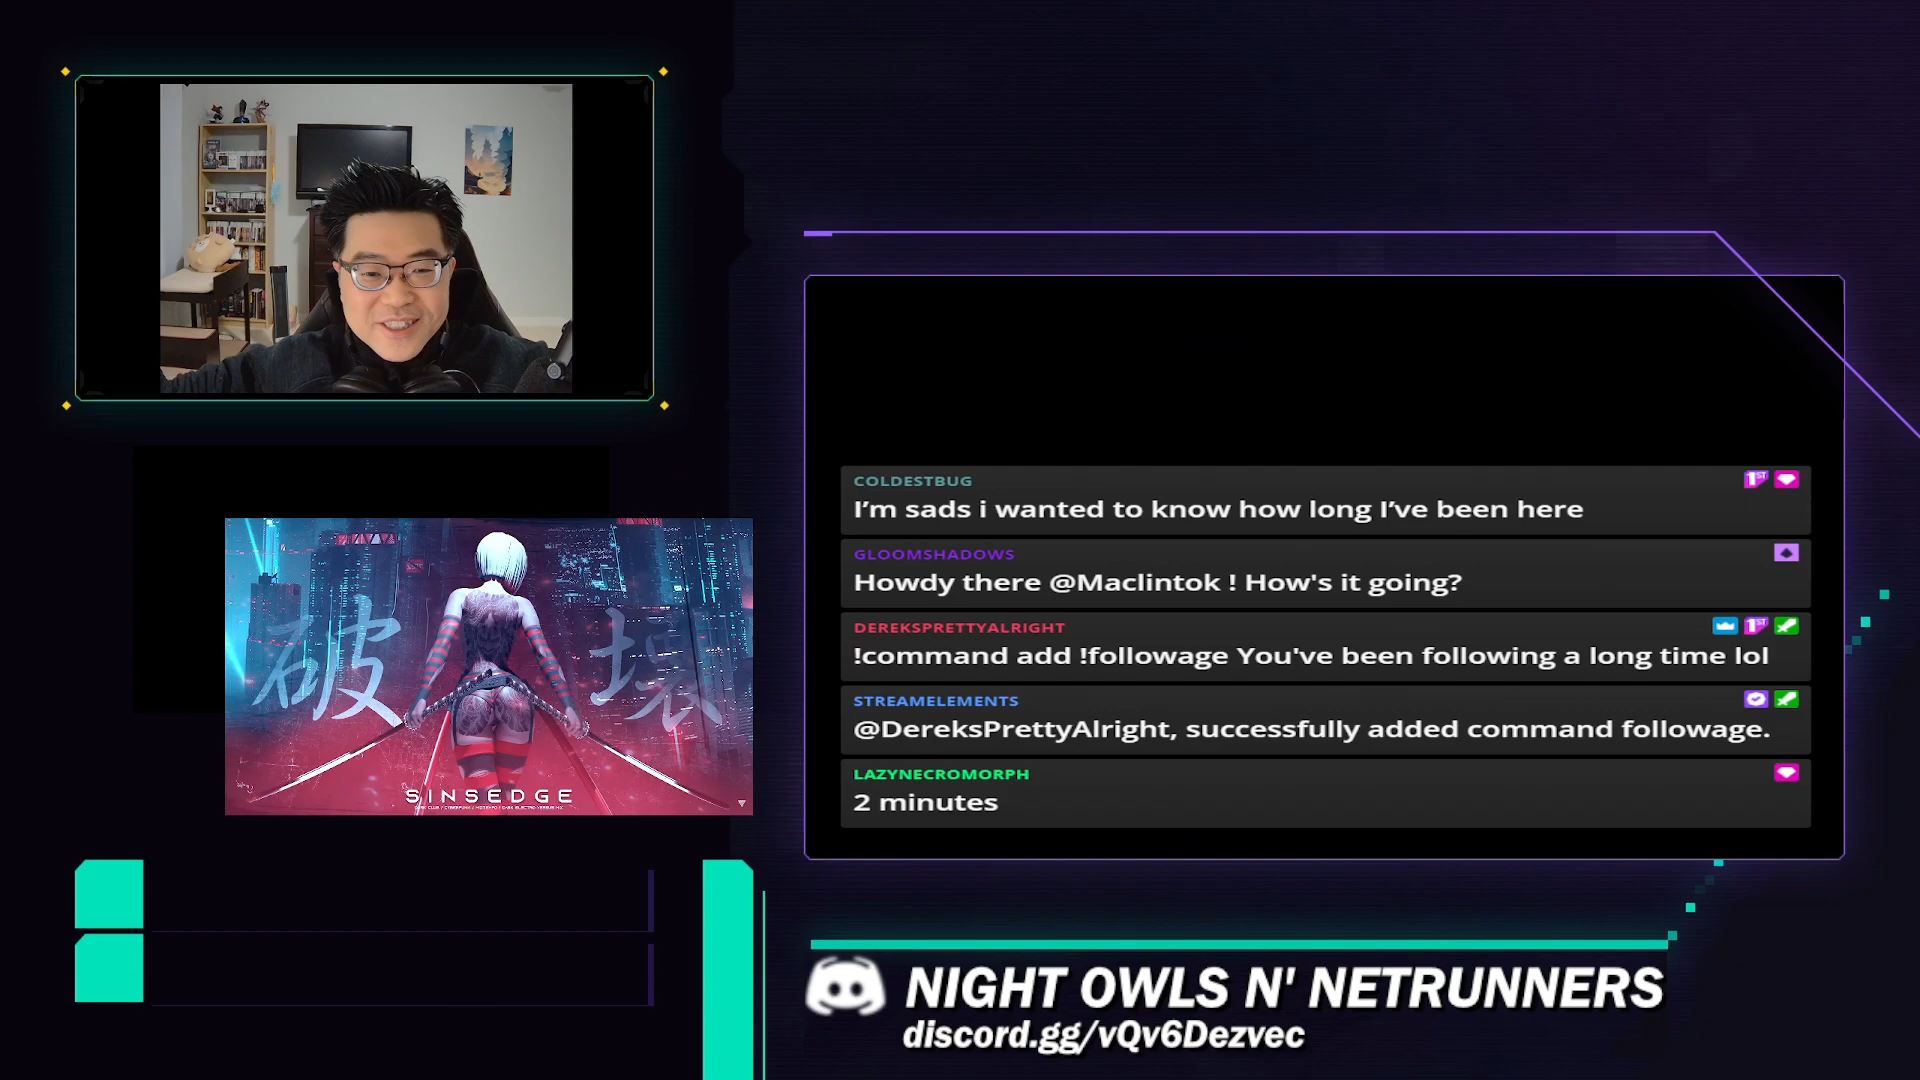 COLDESTBUG
1ST
I’m sads i wanted to know how long I’ve been here
GLOOMSHADOWS
Howdy there @Maclintok ! How's it going?
DEREKSPRETTYALRIGHT
1ST
!command add !followage You've been following a long time lol
STREAMELEMENTS
@DereksPrettyAlright, successfully added command followage.
LAZYNECROMORPH
2 minutes
破壊
SINSEDGE
NIGHT OWLS N' NETRUNNERS
discord.gg/vQv6Dezvec